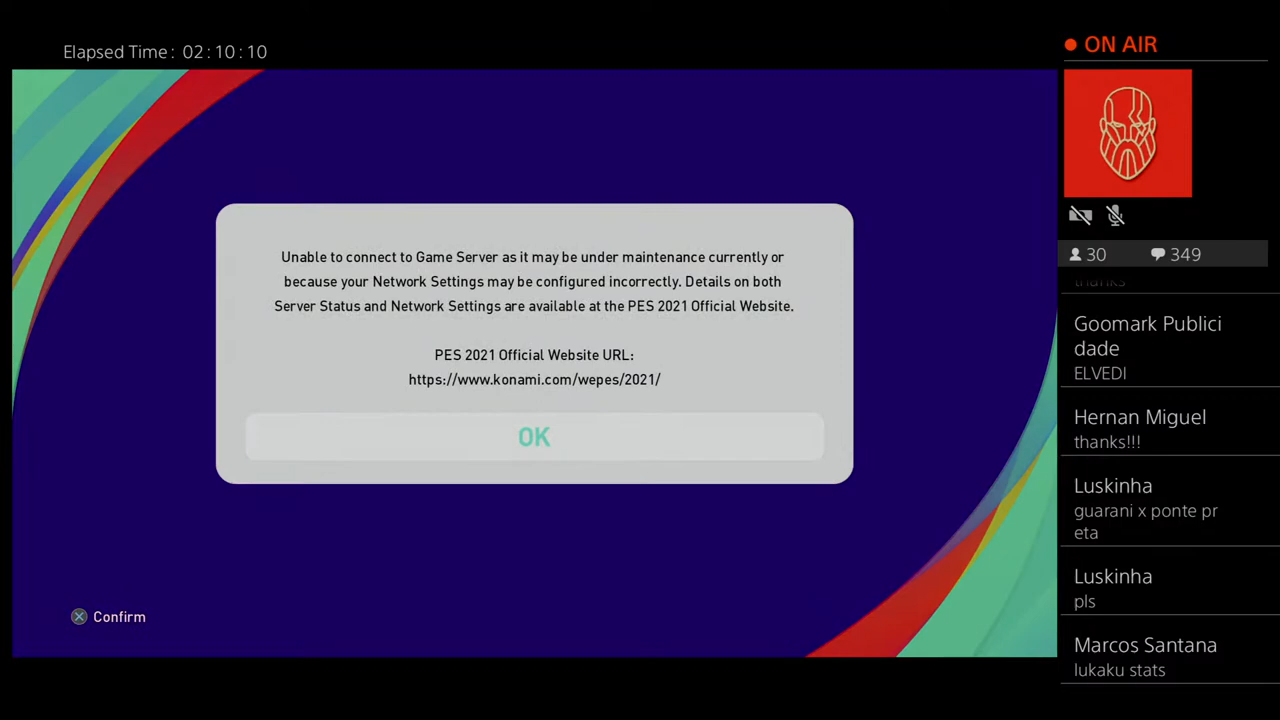 Elapsed Time: 02:10:10
ON AIR
Unable to connect to Game Server as it may be under maintenance currently or
because your Network Settings may be configured incorrectly. Details on both
Server Status and Network Settings are available at the PES 2021 Official Website.
PES 2021 Official Website URL:
https://www.konami.com/wepes/2021/
OK
Confirm
30
349
thanks
Goomark Publici
dade
ELVEDI
Hernan Miguel
thanks!!!
Luskinha
guarani x ponte pr
eta
Luskinha
pls
Marcos Santana
lukaku stats